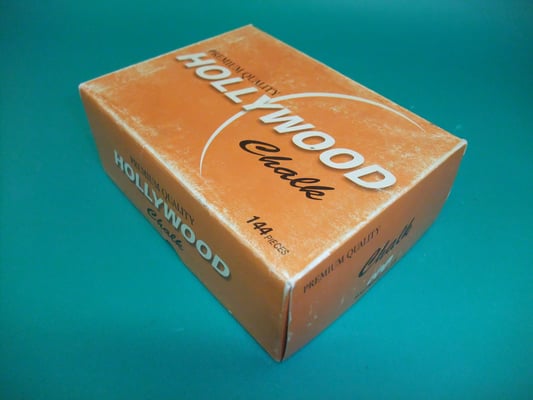 PREMIUM QUALITY
HOLLYWOOD
Chalk
144 PIECES
PREMIUM QUALITY
HOLLYWOOD
Chalk
PREMIUM QUALITY
Chalk